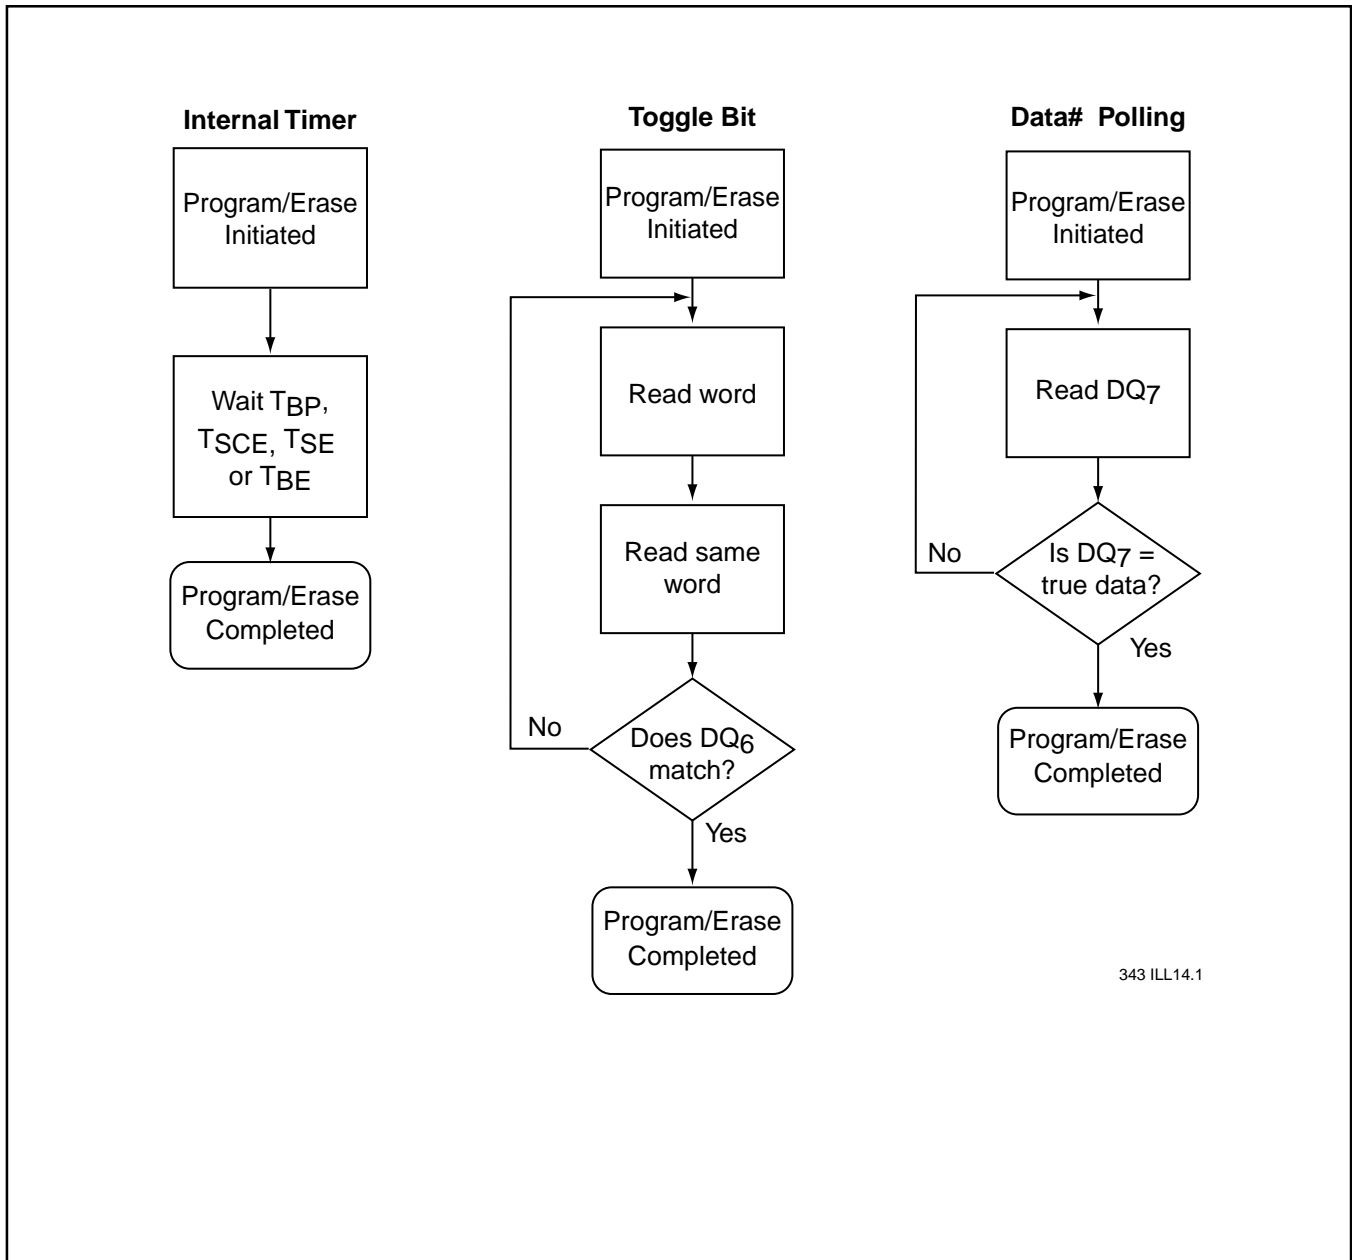 Internal Timer
Program/Erase
Initiated
Wait TBP,
TSCE, TSE
or TBE
Program/Erase
Completed
Toggle Bit
Program/Erase
Initiated
Read word
Read same
word
No
Does DQ6
match?
Yes
Program/Erase
Completed
Data# Polling
Program/Erase
Initiated
Read DQ7
No
Is DQ7 =
true data?
Yes
Program/Erase
Completed
343 ILL14.1